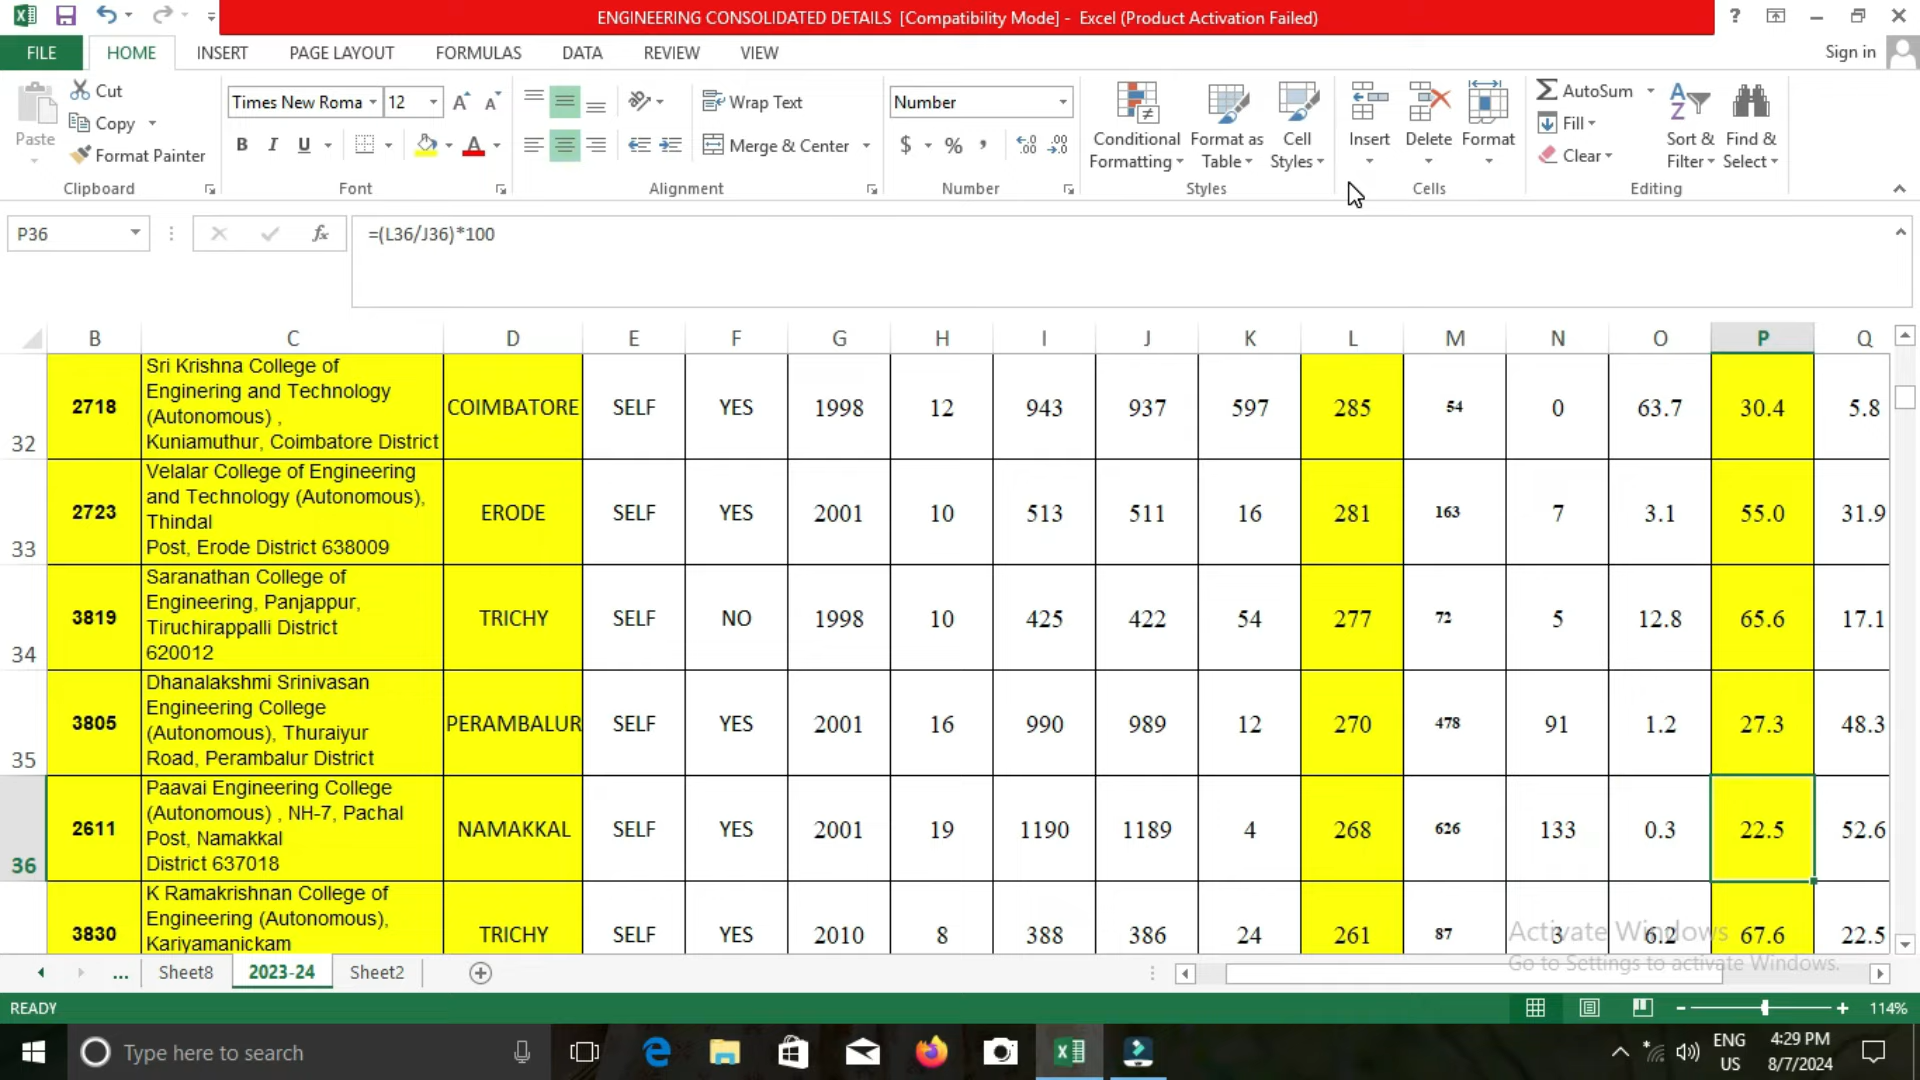 ENGINEERING CONSOLIDATED DETAILS [Compatibility Mode] - Excel (Product Activation Failed)
FILE HOME INSERT PAGE LAYOUT FORMULAS DATA REVIEW VIEW Sign in
Paste
Cut
Copy
Format Painter
Clipboard
Times New Roma 12
B I U
Font
Wrap Text
Merge & Center
Alignment
Number
$ % ,
Number
Conditional Formatting
Format as Table
Cell Styles
Styles
Insert Delete Format
Cells
AutoSum
Fill
Clear
Sort & Filter
Find & Select
Editing
P36 fx =(L36/J36)*100
B C D E F G H I J K L M N O P Q
32 2718 Sri Krishna College of
Enginering and Technology
(Autonomous) ,
Kuniamuthur, Coimbatore District
COIMBATORE SELF YES 1998 12 943 937 597 285 54 0 63.7 30.4 5.8
33 2723 Velalar College of Engineering
and Technology (Autonomous),
Thindal
Post, Erode District 638009
ERODE SELF YES 2001 10 513 511 16 281 163 7 3.1 55.0 31.9
34 3819 Saranathan College of
Engineering, Panjappur,
Tiruchirappalli District
620012
TRICHY SELF NO 1998 10 425 422 54 277 72 5 12.8 65.6 17.1
35 3805 Dhanalakshmi Srinivasan
Engineering College
(Autonomous), Thuraiyur
Road, Perambalur District
PERAMBALUR SELF YES 2001 16 990 989 12 270 478 91 1.2 27.3 48.3
36 2611 Paavai Engineering College
(Autonomous) , NH-7, Pachal
Post, Namakkal
District 637018
NAMAKKAL SELF YES 2001 19 1190 1189 4 268 626 133 0.3 22.5 52.6
3830 K Ramakrishnan College of
Engineering (Autonomous),
Kariyamanickam
TRICHY SELF YES 2010 8 388 386 24 261 87 3 6.2 67.6 22.5
Activate Windows
Go to Settings to activate Windows.
... Sheet8 2023-24 Sheet2
READY 114%
Type here to search
ENG
US
4:29 PM
8/7/2024